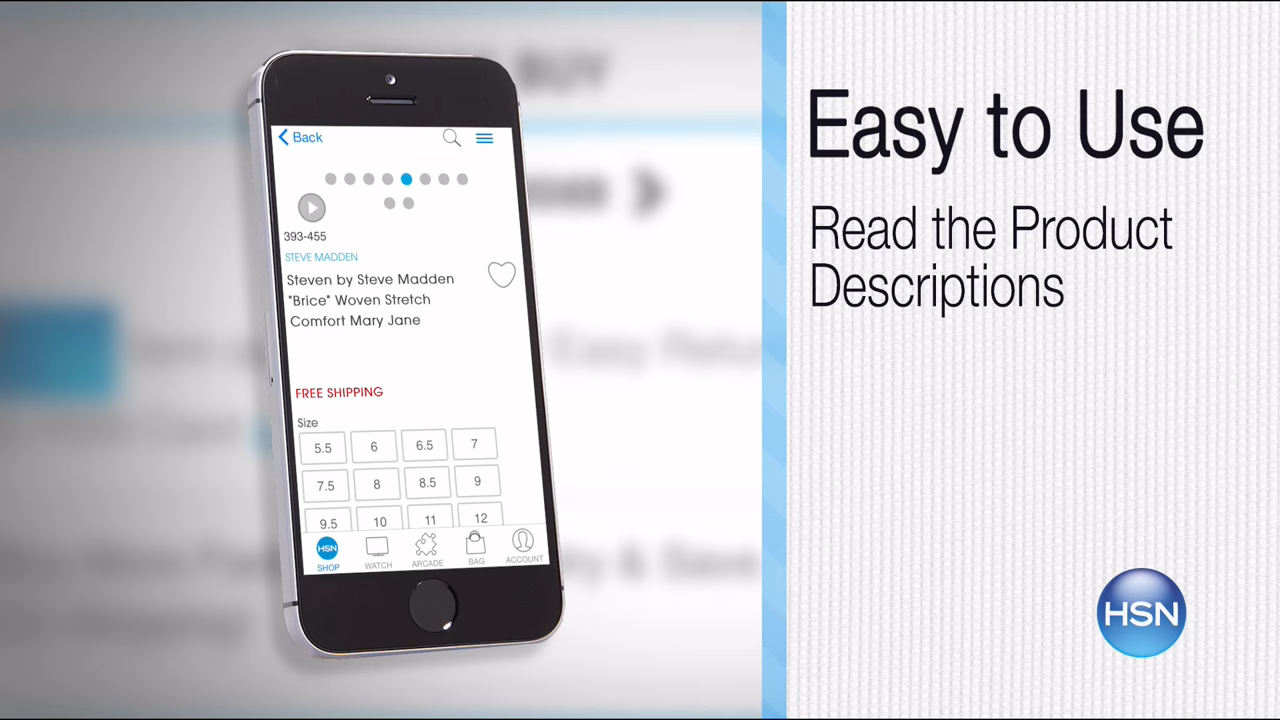 Back
393-455
STEVE MADDEN
Steven by Steve Madden
"Brice" Woven Stretch
Comfort Mary Jane
FREE SHIPPING
Size
5.5 6 6.5 7
7.5 8 8.5 9
9.5 10 11 12
HSN
SHOP WATCH ARCADE BAG ACCOUNT
BUY
Easy to Use
Read the Product
Descriptions
HSN